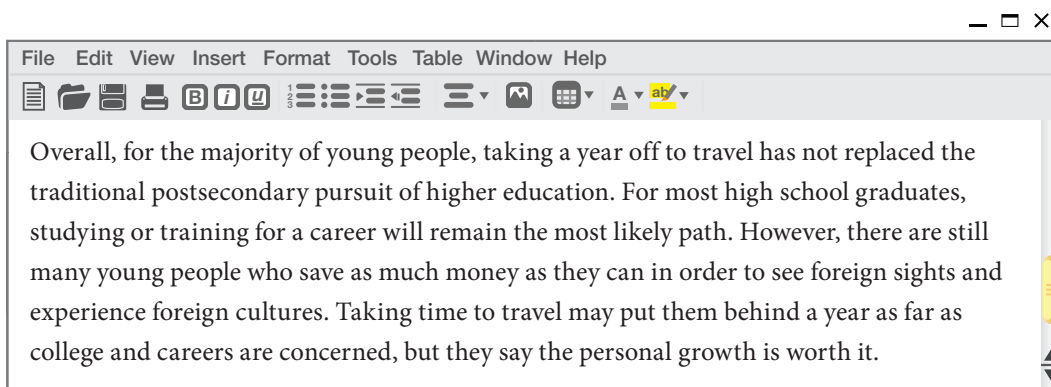 File Edit View Insert Format Tools Table Window Help
1 2 3 B i u A ab
Overall, for the majority of young people, taking a year off to travel has not replaced the
traditional postsecondary pursuit of higher education. For most high school graduates,
studying or training for a career will remain the most likely path. However, there are still
many young people who save as much money as they can in order to see foreign sights and
experience foreign cultures. Taking time to travel may put them behind a year as far as
college and careers are concerned, but they say the personal growth is worth it.